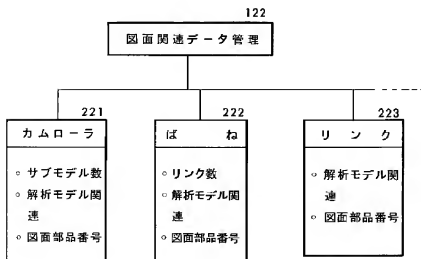 122
図面関連データ管理
221
カムローラ
○ サブモデル数
○ 解析モデル関
連
○ 図面部品番号
222
ばね
○ リンク数
○ 解析モデル関
連
○ 図面部品番号
223
リンク
○ 解析モデル関
連
○ 図面部品番号